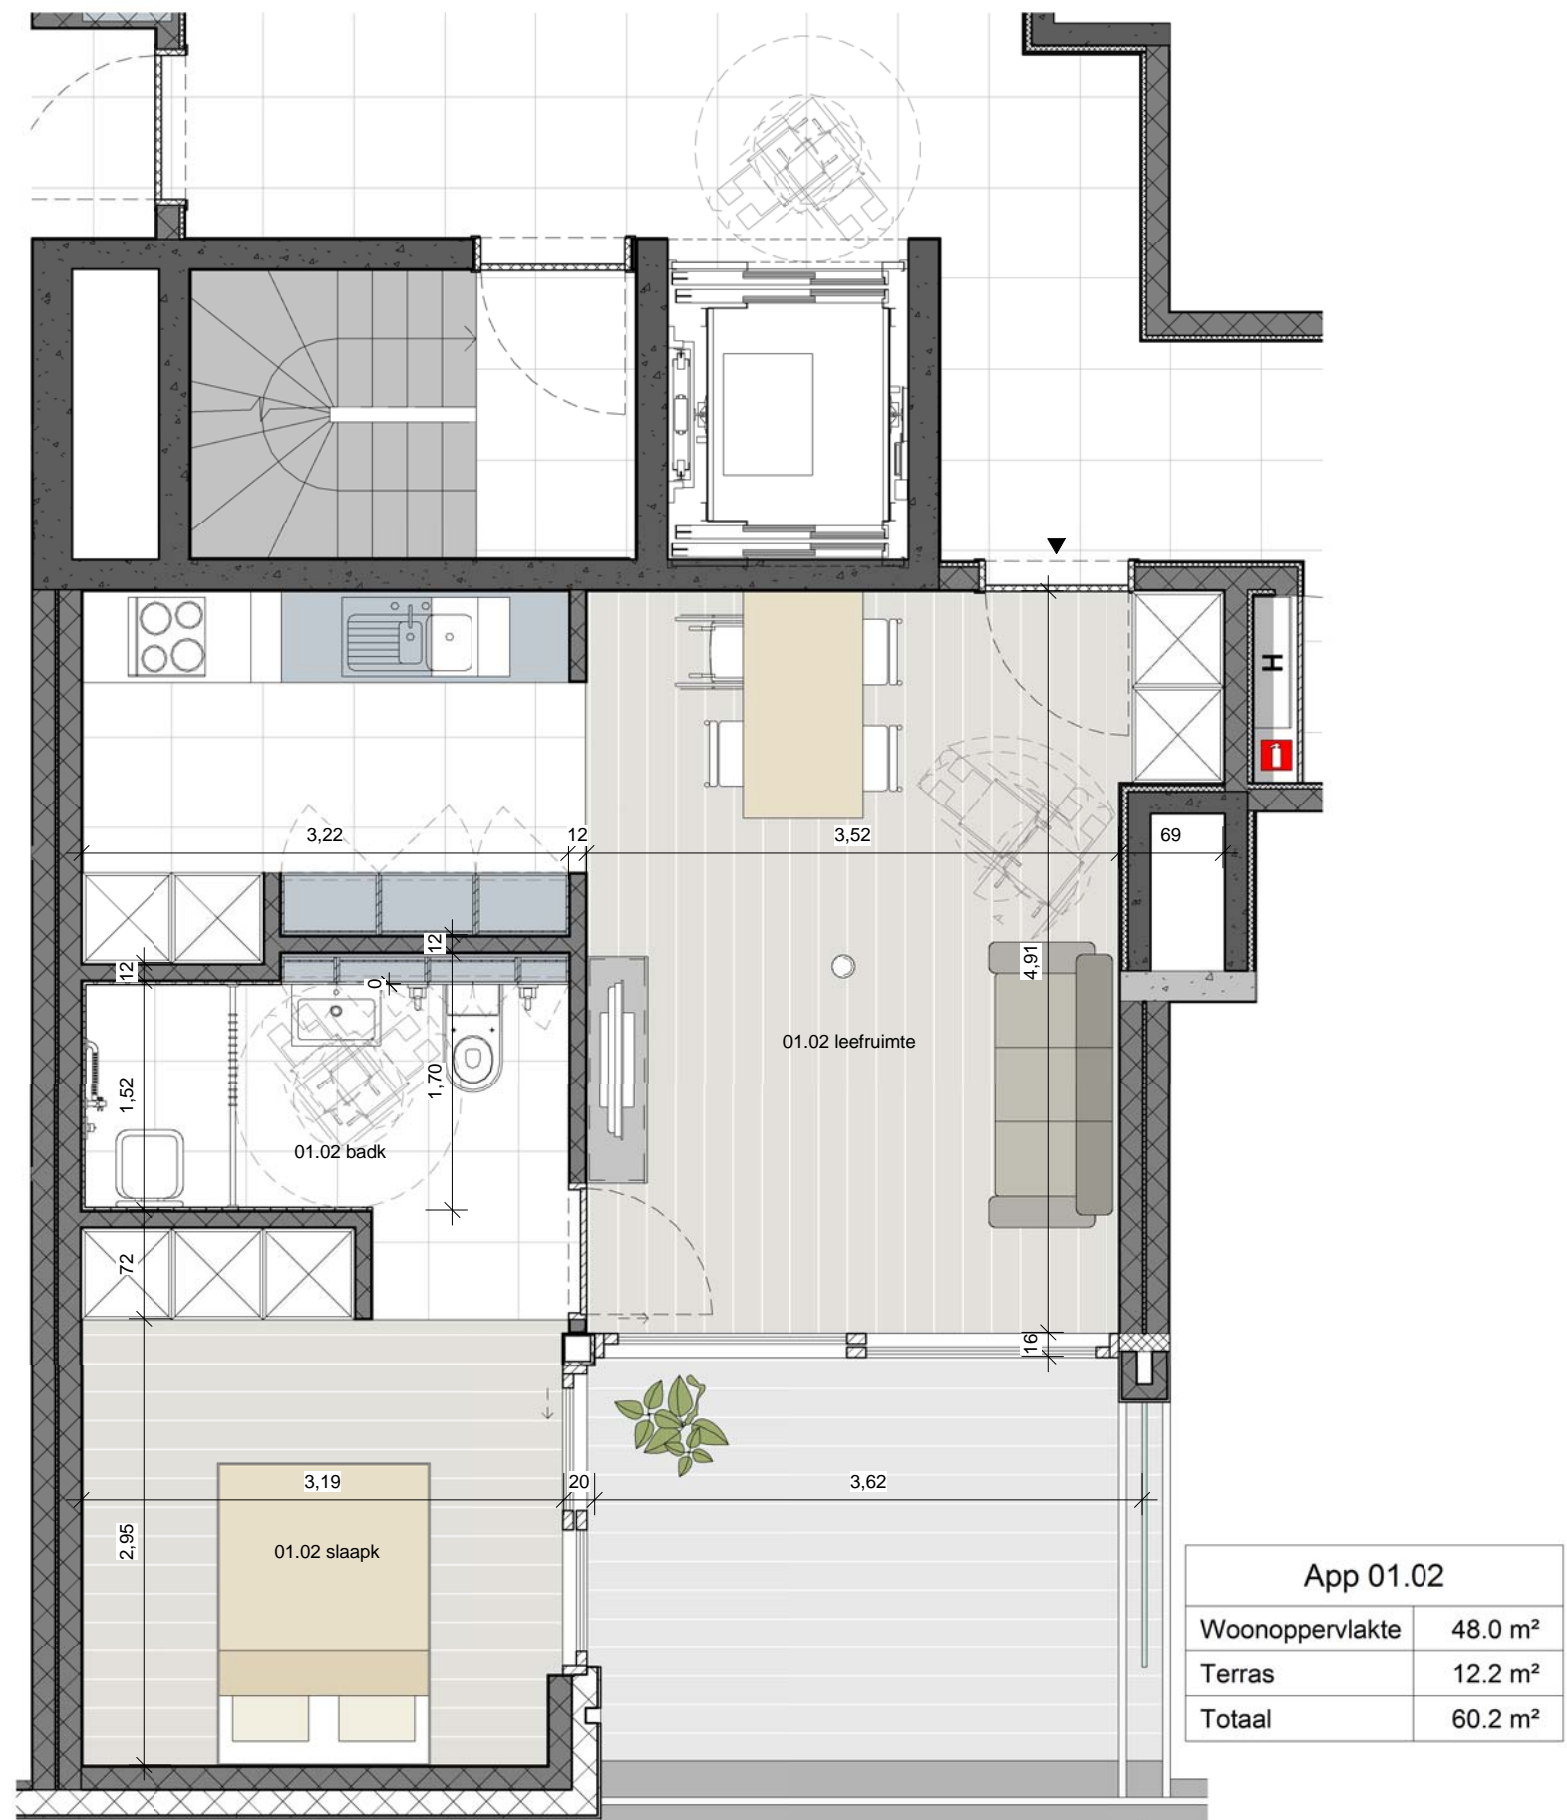 H
3,22
12
3,52
69
12
12
0
4,91
01.02 leefruimte
1,52
1,70
01.02 badk
72
16
3,19
20
3,62
2,95
01.02 slaapk
App 01.02
Woonoppervlakte 48.0 m²
Terras 12.2 m²
Totaal 60.2 m²